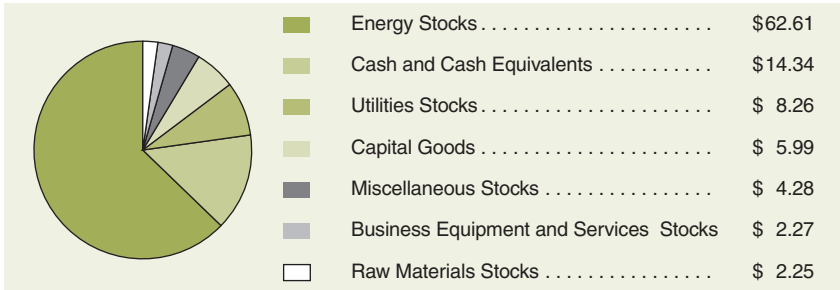 Energy Stocks . . . . . . . . . . . . . . . . . . . . . . $62.61
Cash and Cash Equivalents . . . . . . . . . . . $14.34
Utilities Stocks . . . . . . . . . . . . . . . . . . . . . . $ 8.26
Capital Goods . . . . . . . . . . . . . . . . . . . . . . $ 5.99
Miscellaneous Stocks . . . . . . . . . . . . . . . . $ 4.28
Business Equipment and Services Stocks $ 2.27
Raw Materials Stocks . . . . . . . . . . . . . . . . $ 2.25